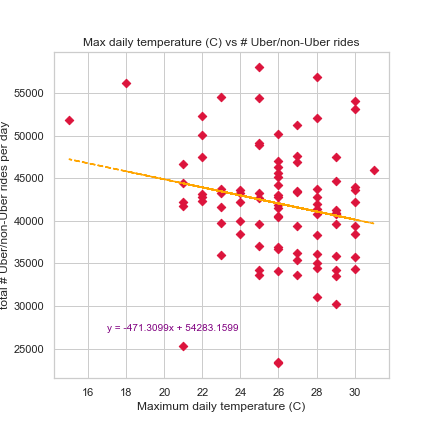 Max daily temperature (C) vs # Uber/non-Uber rides
total # Uber/non-Uber rides per day
55000
50000
45000
40000
35000
30000
25000
y = -471.3099x + 54283.1599
16 18 20 22 24 26 28 30
Maximum daily temperature (C)